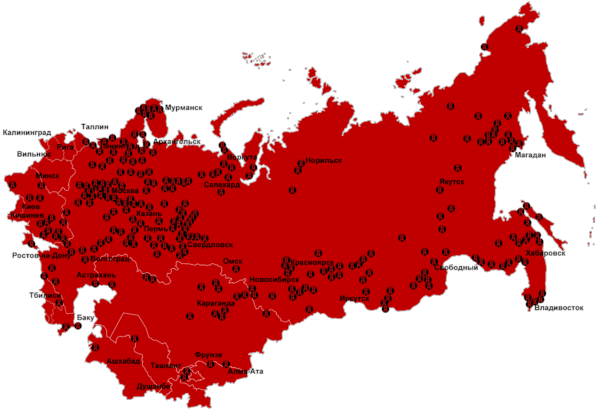 Мурманск
Таллин
Калининград
Рига
Архангельск
Вильнюс
Воркута
Норильск
Магадан
Минск
Салехард
Якутск
Москва
Киев
Казань
Кишинев
Пермь
Свердловск
Ростов-на-Дону
Волгоград
Омск
Красноярск
Свободный
Хабаровск
Астрахань
Новосибирск
Иркутск
Тбилиси
Караганда
Владивосток
Баку
Фрунзе
Ашхабад
Ташкент
Алма-Ата
Душанбе